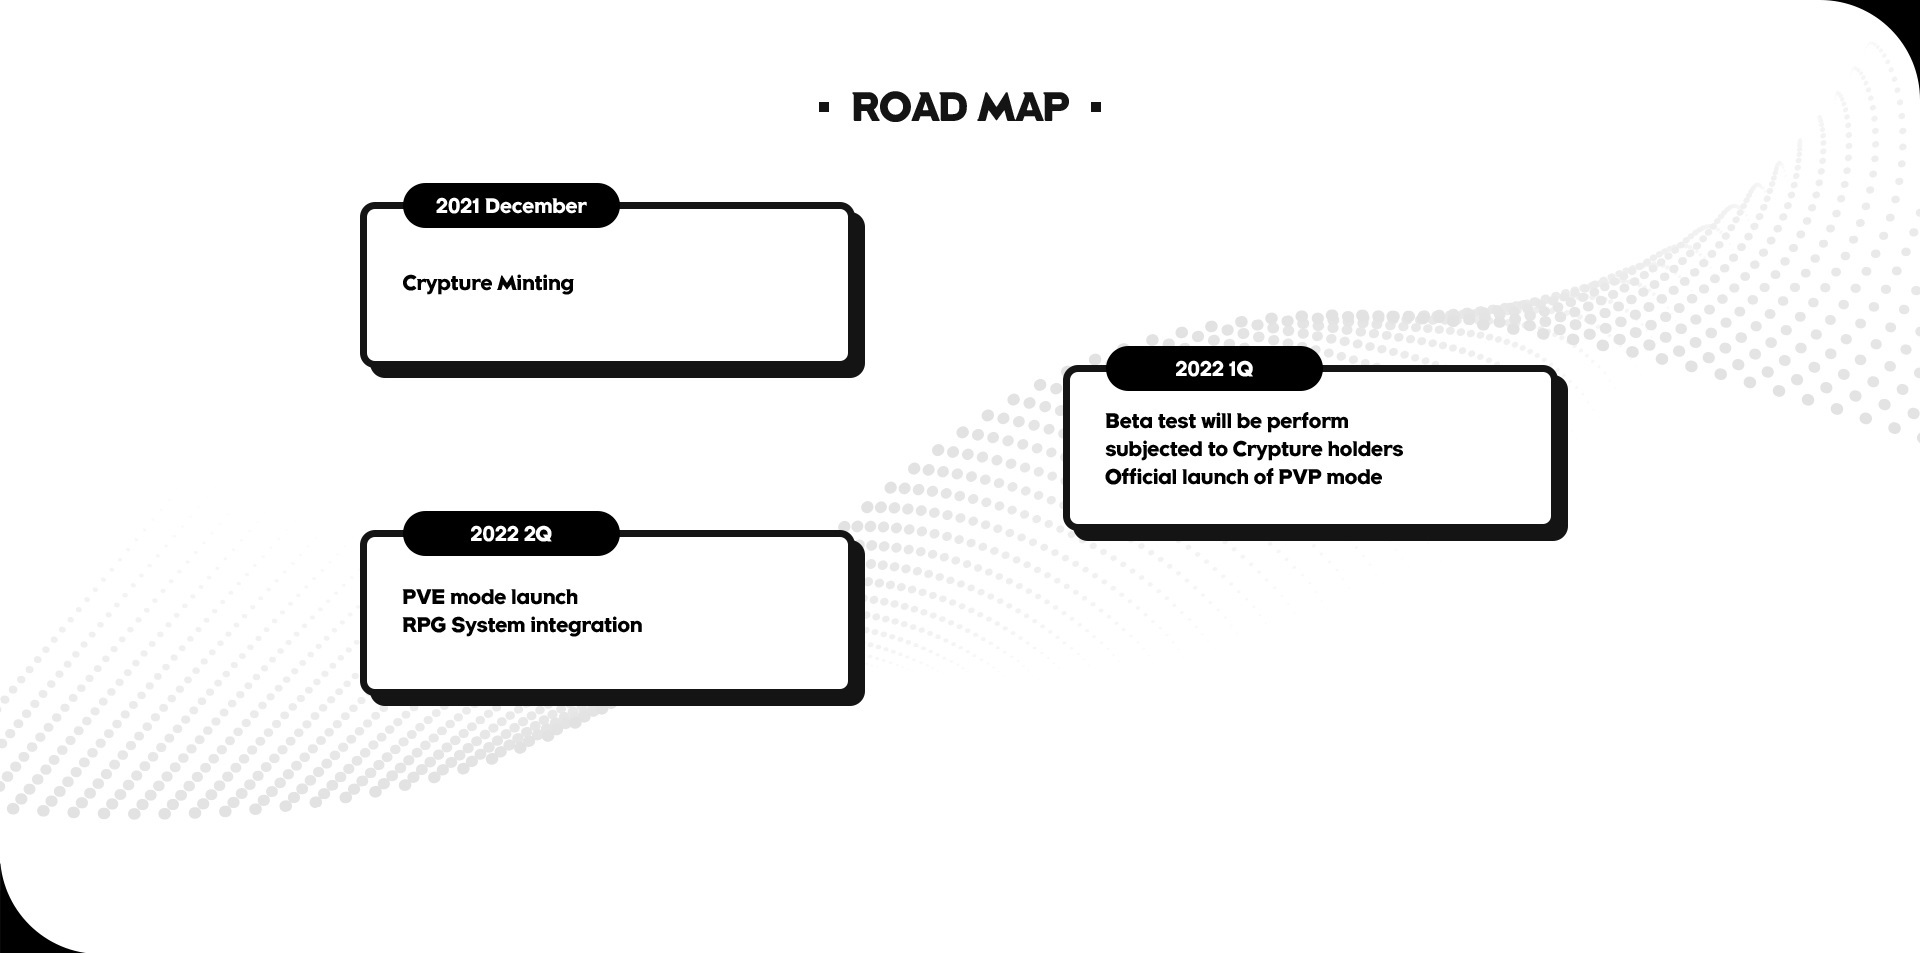 ROAD MAP
2021 December
Crypture Minting
2022 1Q
Beta test will be perform
subjected to Crypture holders
Official launch of PVP mode
2022 2Q
PVE mode launch
RPG System integration